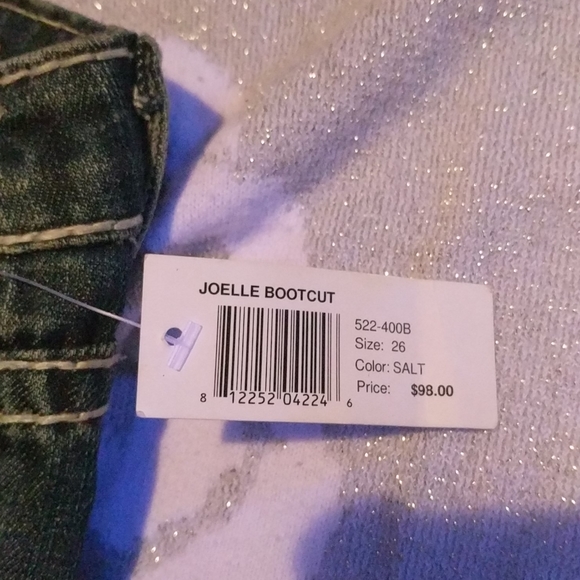 JOELLE BOOTCUT
522-400B
Size: 26
Color: SALT
Price: $98.00
8 12252 04224 6